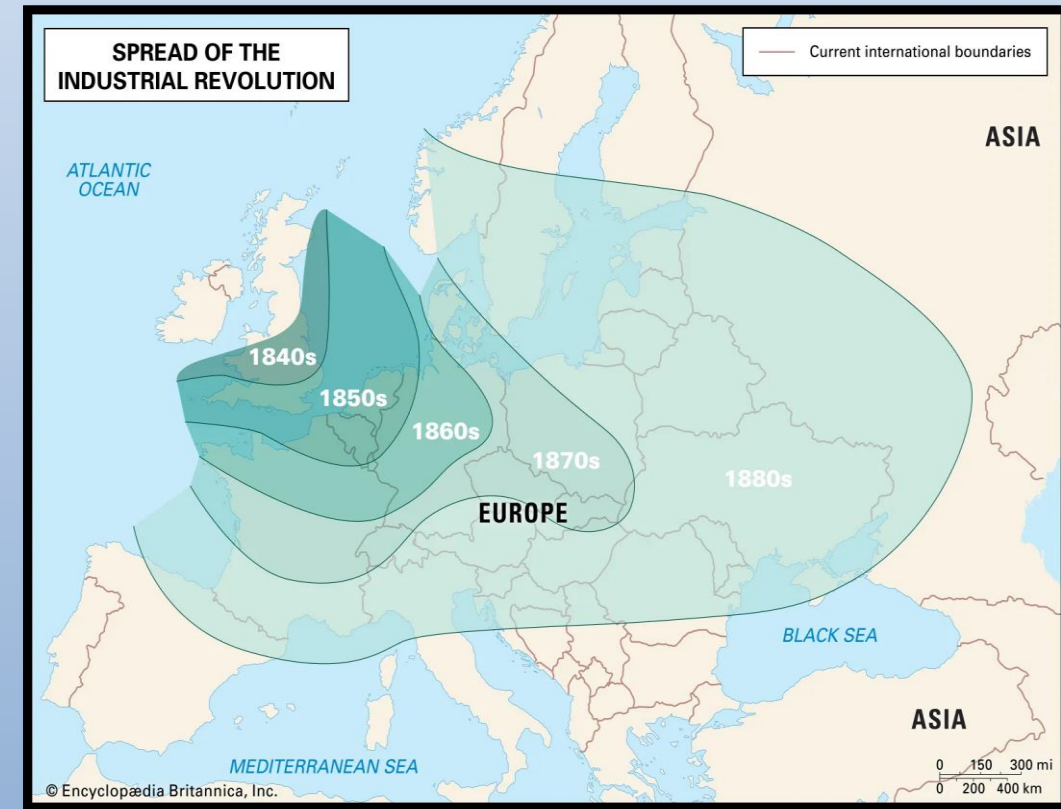 SPREAD OF THE
INDUSTRIAL REVOLUTION
Current international boundaries
ASIA
ATLANTIC
OCEAN
1840s
1850s
1860s
1870s
1880s
EUROPE
BLACK SEA
ASIA
MEDITERRANEAN SEA
0 150 300 mi
0 200 400 km
© Encyclopædia Britannica, Inc.